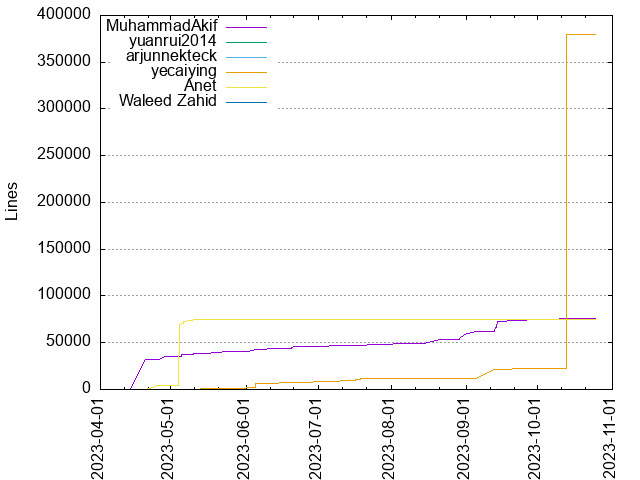 400000
350000
300000
250000
200000
150000
100000
50000
0
Lines
MuhammadAkif
yuanrui2014
arjunnekteck
yecaiying
Anet
Waleed Zahid
2023-04-01
2023-05-01
2023-06-01
2023-07-01
2023-08-01
2023-09-01
2023-10-01
2023-11-01